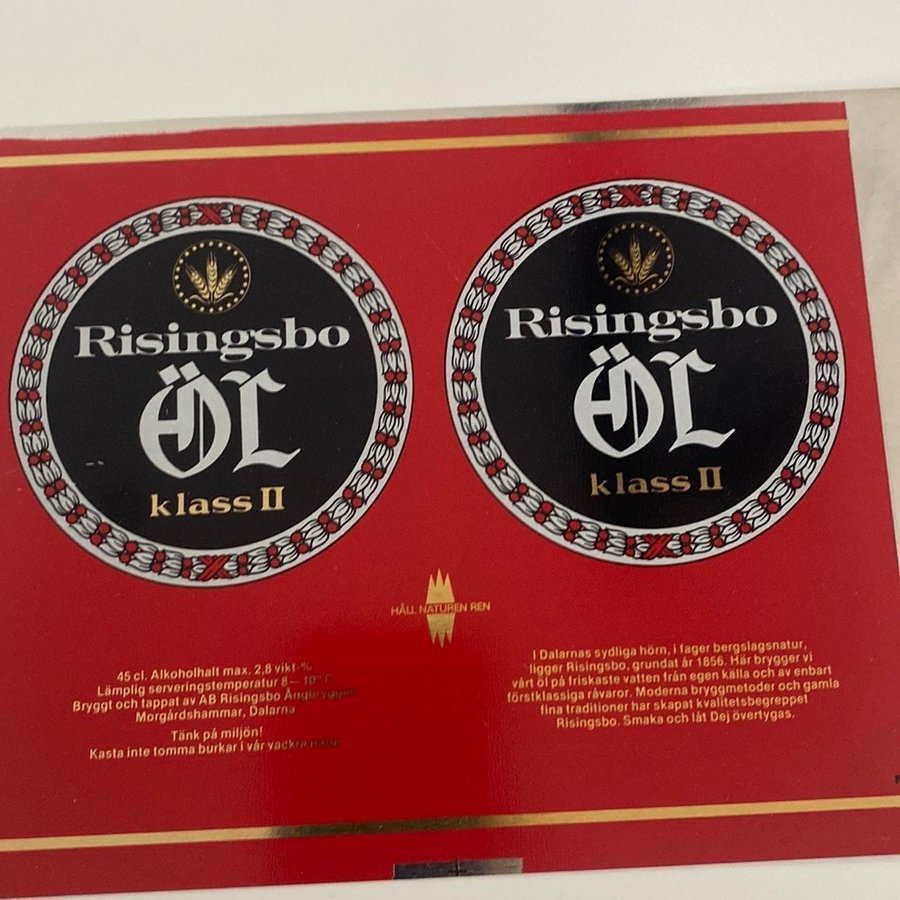 Risingsbo
ÖL
klass II
Risingsbo
ÖL
klass II
HÅLL NATUREN REN
45 cl. Alkoholhalt max. 2,8 vikt-%
Lämplig serveringstemperatur 8–10° C
Bryggt och tappat av AB Risingsbo Ångbryggeri
Morgårdshammar, Dalarna
Tänk på miljön!
Kasta inte tomma burkar i vår vackra natur
I Dalarnas sydliga hörn, i fager bergslagsnatur,
ligger Risingsbo, grundat år 1856. Här brygger vi
vårt öl på friskaste vatten från egen källa och av enbart
förstklassiga råvaror. Moderna bryggmetoder och gamla
fina traditioner har skapat kvalitetsbegreppet
Risingsbo. Smaka och låt Dej övertygas.